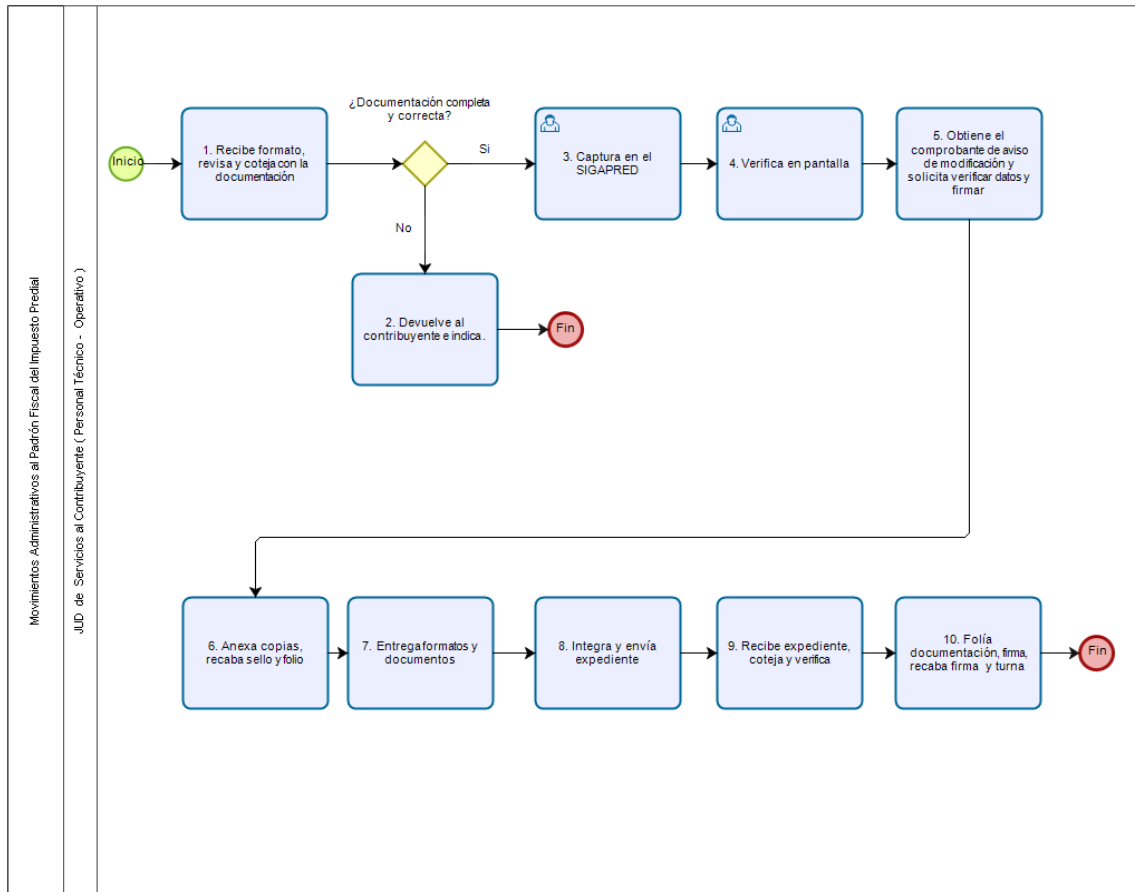 Movimientos Administrativos al Padrón Fiscal del Impuesto Predial
JUD de Servicios al Contribuyente ( Personal Técnico - Operativo )
Inicio
1. Recibe formato,
revisa y coteja con la
documentación
¿Documentación completa
y correcta?
Si
No
2. Devuelve al
contribuyente e indica.
Fin
3. Captura en el
SIGAPRED
4. Verifica en pantalla
5. Obtiene el
comprobante de aviso
de modificación y
solicita verificar datos y
firmar
6. Anexa copias,
recaba sello y folio
7. Entrega formatos y
documentos
8. Integra y envía
expediente
9. Recibe expediente,
coteja y verifica
10. Folía
documentación, firma,
recaba firma y turna
Fin